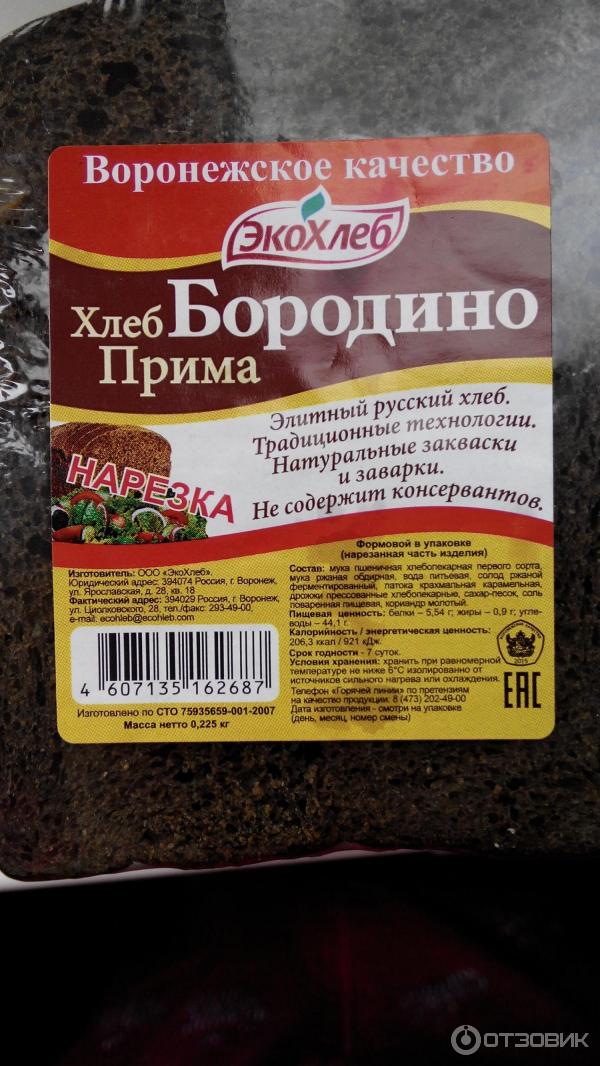 Воронежское качество
ЭкоХлеб
Хлеб Бородино
Прима
Элитный русский хлеб.
Традиционные технологии.
Натуральные закваски
и заварки.
Не содержит консервантов.
НАРЕЗКА
Формовой в упаковке
(нарезанная часть изделия)
Изготовитель: ООО «ЭкоХлеб».
Юридический адрес: 394074 Россия, г. Воронеж,
ул. Ярославская, д. 28, кв. 18
Фактический адрес: 394029 Россия, г. Воронеж,
ул. Циолковского, 28, тел./факс: 293-49-00,
e-mail: ecohleb@ecohleb.com
4 607135 162687
Изготовлено по СТО 75935659-001-2007
Масса нетто 0,225 кг
Состав: мука пшеничная хлебопекарная первого сорта,
мука ржаная обдирная, вода питьевая, солод ржаной
ферментированный, патока крахмальная карамельная,
дрожжи прессованные хлебопекарные, сахар-песок, соль
поваренная пищевая, кориандр молотый.
Пищевая ценность: белки – 5,54 г; жиры – 0,9 г; угле-
воды – 44,1 г.
Калорийность / энергетическая ценность:
206,3 ккал / 921 кДж.
Срок годности - 7 суток.
Условия хранения: хранить при равномерной
температуре не ниже 6°С изолированно от
источников сильного нагрева или охлаждения.
Телефон «Горячей линии» по претензиям
на качество продукции: 8 (473) 202-49-00
Дата изготовления - смотри на упаковке
(день, месяц, номер смены)
2015
ЕАС
ОТЗОВИК